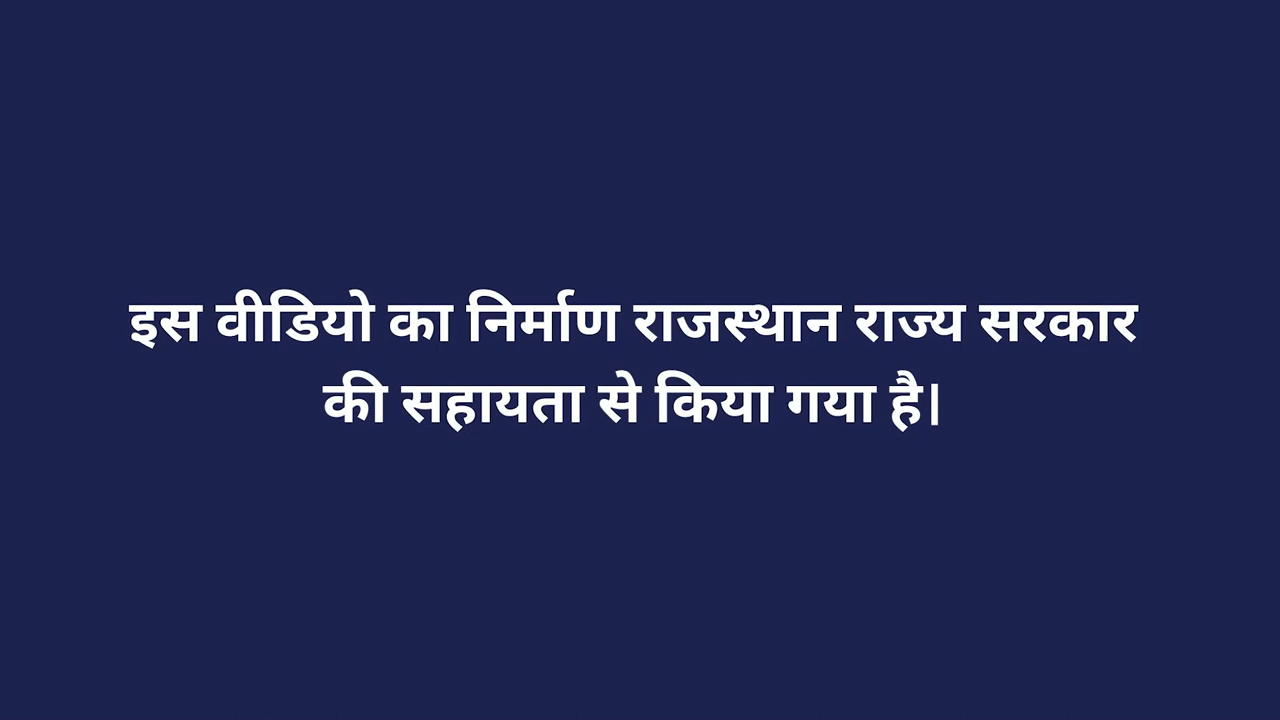 इस वीडियो का निर्माण राजस्थान राज्य सरकार
की सहायता से किया गया है।